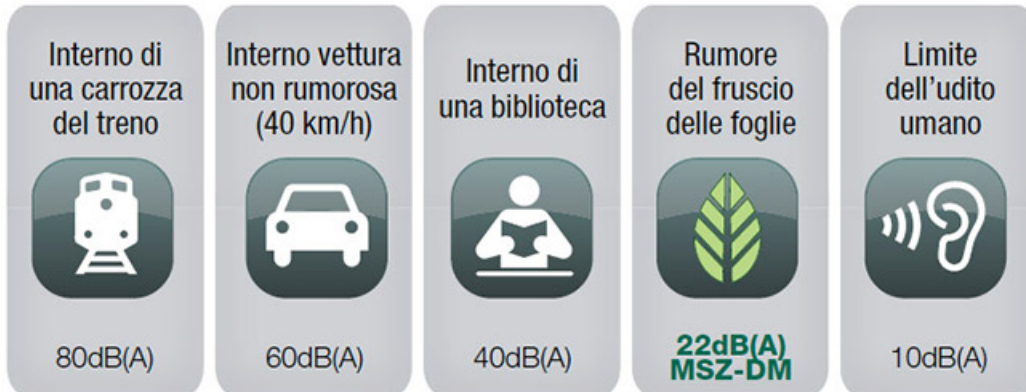 Interno di
una carrozza
del treno
80dB(A)
Interno vettura
non rumorosa
(40 km/h)
60dB(A)
Interno di
una biblioteca
40dB(A)
Rumore
del fruscio
delle foglie
22dB(A)
MSZ-DM
Limite
dell'udito
umano
10dB(A)